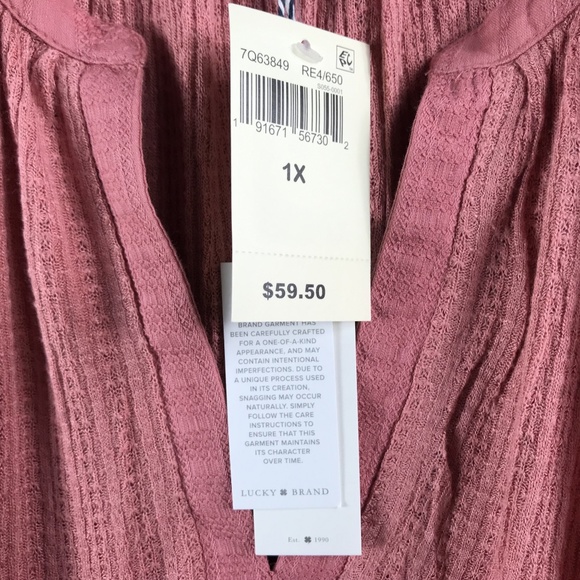 7Q63849 RE4/650
S055-0001
1 91671 56730 2
1X
$59.50
BRAND GARMENT HAS
BEEN CAREFULLY CRAFTED
FOR A ONE-OF-A-KIND
APPEARANCE, AND MAY
CONTAIN INTENTIONAL
IMPERFECTIONS. DUE TO
A UNIQUE PROCESS USED
IN ITS CREATION,
SNAGGING MAY OCCUR
NATURALLY. SIMPLY
FOLLOW THE CARE
INSTRUCTIONS TO
ENSURE THAT THIS
GARMENT MAINTAINS
ITS CHARACTER
OVER TIME.
LUCKY BRAND
Est. 1990